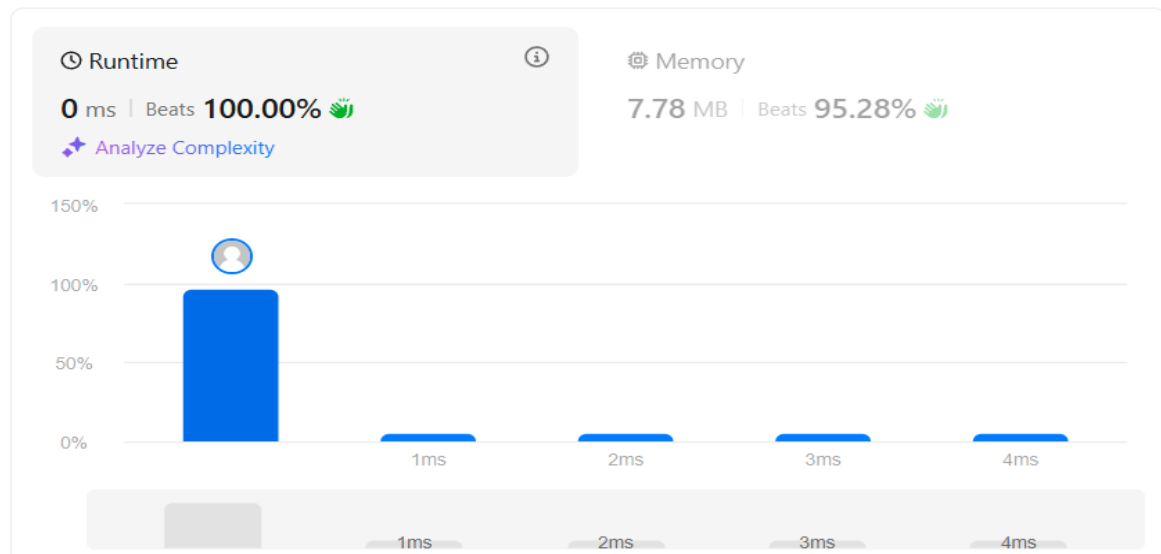 Runtime
0 ms | Beats 100.00%
Analyze Complexity
Memory
7.78 MB | Beats 95.28%
150%
100%
50%
0%
1ms 2ms 3ms 4ms
1ms 2ms 3ms 4ms